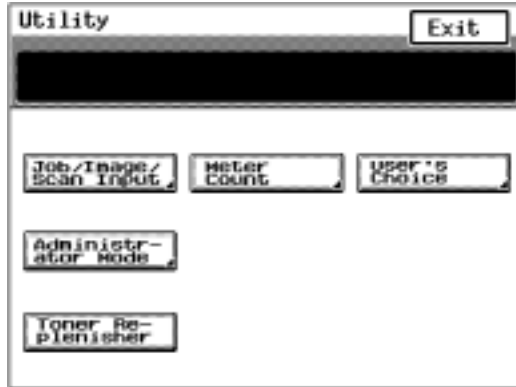 Utility
Exit
Job/Image/
Scan Input
Meter
Count
User's
Choice
Administr-
ator Mode
Toner Re-
plenisher